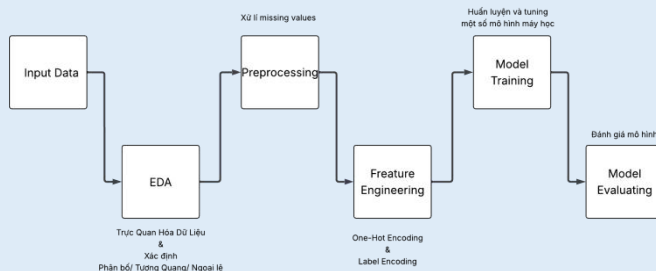 Huấn luyện và tuning
một số mô hình máy học
Xử lí missing values
Input Data
Preprocessing
Model
Training
Đánh giá mô hình
EDA
Freature
Engineering
Model
Evaluating
Trực Quan Hóa Dữ Liệu
&
Xác định
Phân bố/ Tương Quang/ Ngoại lệ
One-Hot Encoding
&
Label Encoding